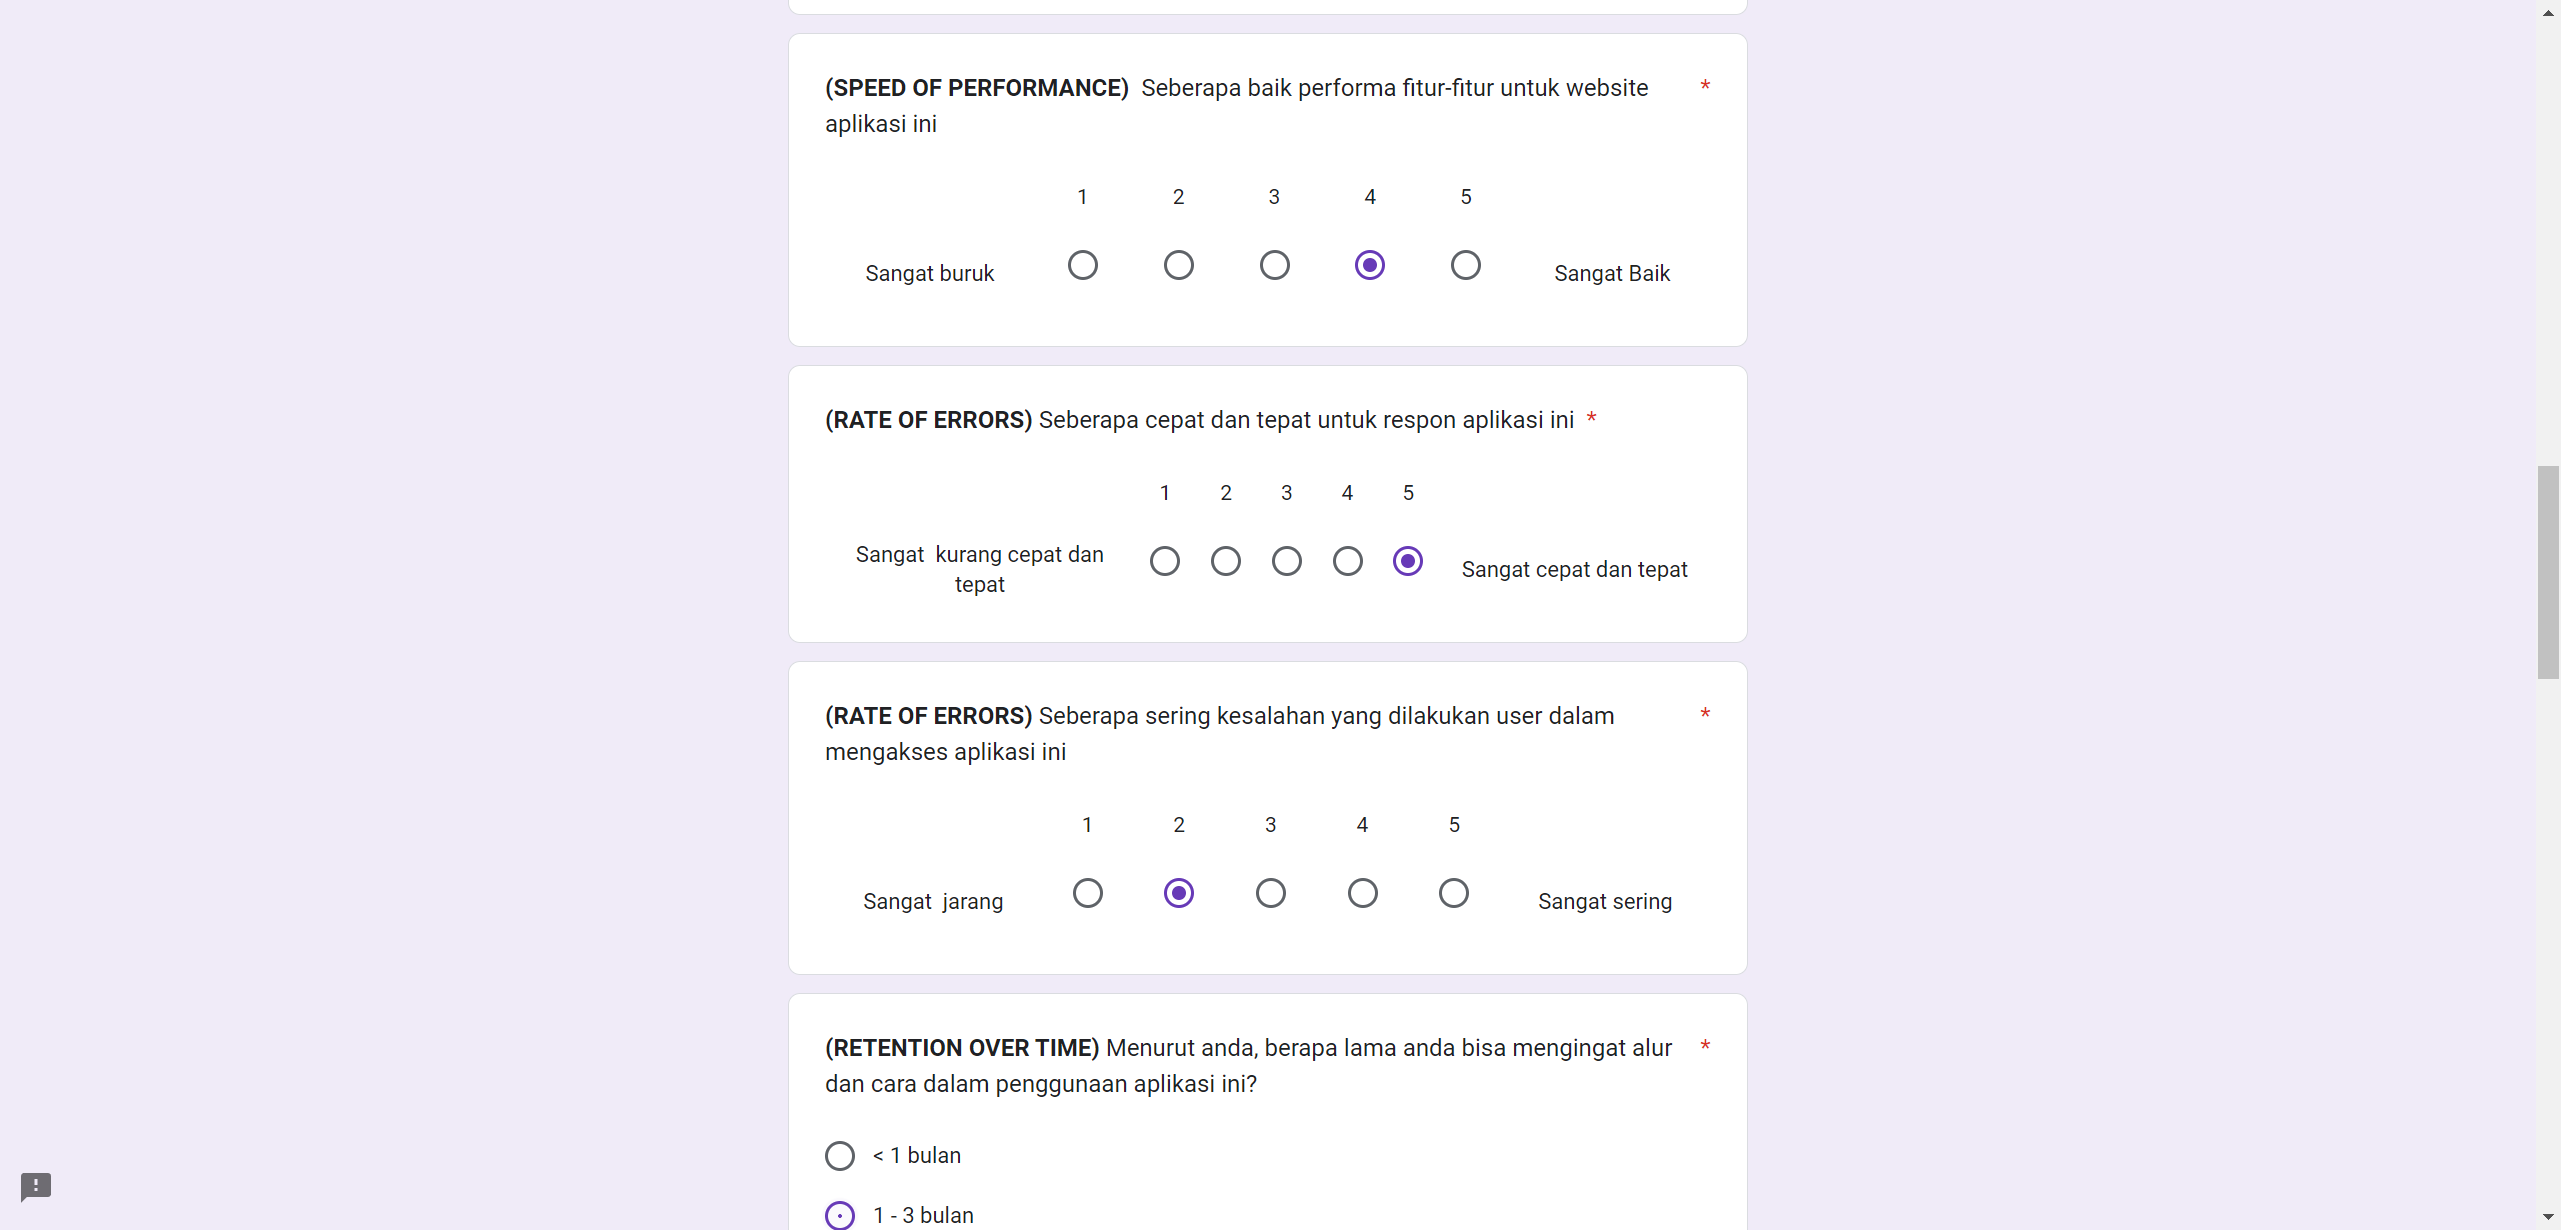 (SPEED OF PERFORMANCE)  Seberapa baik performa fitur-fitur untuk website *
aplikasi ini
1 2 3 4 5
Sangat buruk Sangat Baik
(RATE OF ERRORS) Seberapa cepat dan tepat untuk respon aplikasi ini *
1 2 3 4 5
Sangat  kurang cepat dan
tepat
Sangat cepat dan tepat
(RATE OF ERRORS) Seberapa sering kesalahan yang dilakukan user dalam *
mengakses aplikasi ini
1 2 3 4 5
Sangat  jarang Sangat sering
(RETENTION OVER TIME) Menurut anda, berapa lama anda bisa mengingat alur *
dan cara dalam penggunaan aplikasi ini?
< 1 bulan
1 - 3 bulan